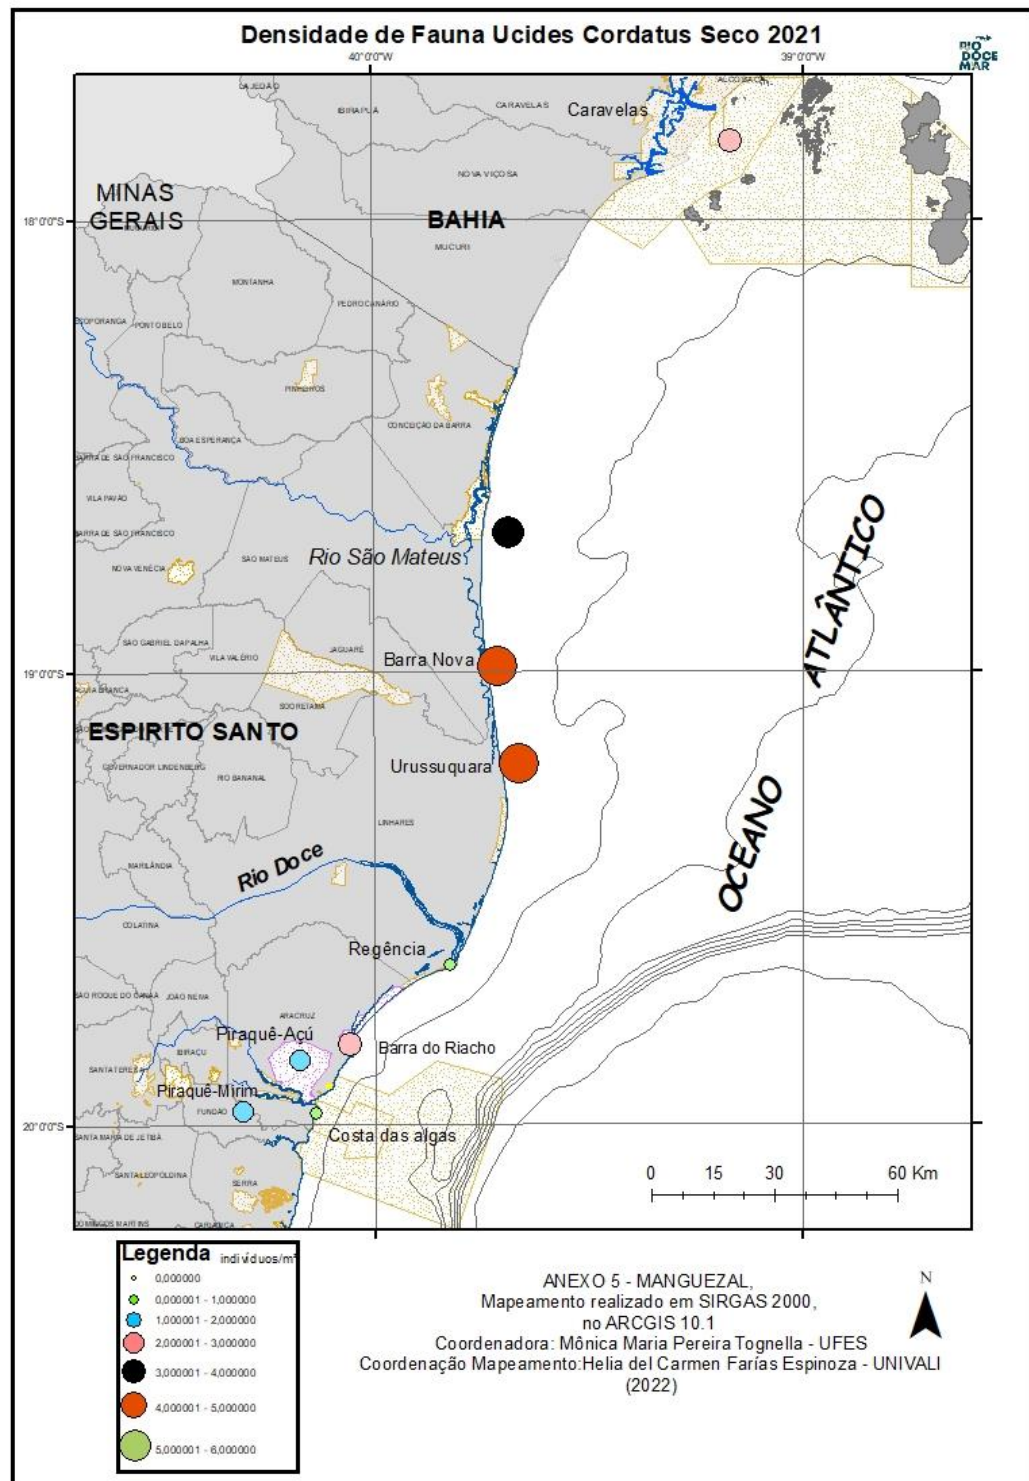 Densidade de Fauna Ucides Cordatus Seco 2021
RIO
DOCE
MAR
40°0'0"W
39°0'0"W
LAJEDÃO
IBIRAPUÃ
CARAVELAS
ALCOBAÇA
Caravelas
NOVA VIÇOSA
MINAS
GERAIS
BAHIA
18°0'0"S
MUCURI
MONTANHA
PEDRO CANÁRIO
PONTO BELO
PINHEIROS
CONCEIÇÃO DA BARRA
BOA ESPERANÇA
BARRA DE SÃO FRANCISCO
VILA PAVÃO
BARRA DE SÃO FRANCISCO
SÃO MATEUS
Rio São Mateus
NOVA VENÉCIA
ATLÂNTICO
SÃO GABRIEL DA PALHA
JAGUARÉ
VILA VALÉRIO
Barra Nova
19°0'0"S
SOORETAMA
ESPIRITO SANTO
GOVERNADOR LINDENBERG
Urussuquara
RIO BANANAL
OCEANO
LINHARES
Rio Doce
MARILÂNDIA
COLATINA
Regência
SÃO ROQUE DO CANAÃ
JOÃO NEIVA
ARACRUZ
Piraquê-Açú
Barra do Riacho
IBIRAÇU
SANTA TERESA
Piraquê-Mirim
FUNDÃO
20°0'0"S
Costa das algas
SANTA MARIA DE JETIBÁ
SANTA LEOPOLDINA
SERRA
0 15 30 60 Km
DOMINGOS MARTINS
CARIACICA
Legenda indivíduos/m²
0,000000
0,000001 - 1,000000
1,000001 - 2,000000
2,000001 - 3,000000
3,000001 - 4,000000
4,000001 - 5,000000
5,000001 - 6,000000
N
ANEXO 5 - MANGUEZAL,
Mapeamento realizado em SIRGAS 2000,
no ARCGIS 10.1
Coordenadora: Mônica Maria Pereira Tognella - UFES
Coordenação Mapeamento:Helia del Carmen Farías Espinoza - UNIVALI
(2022)